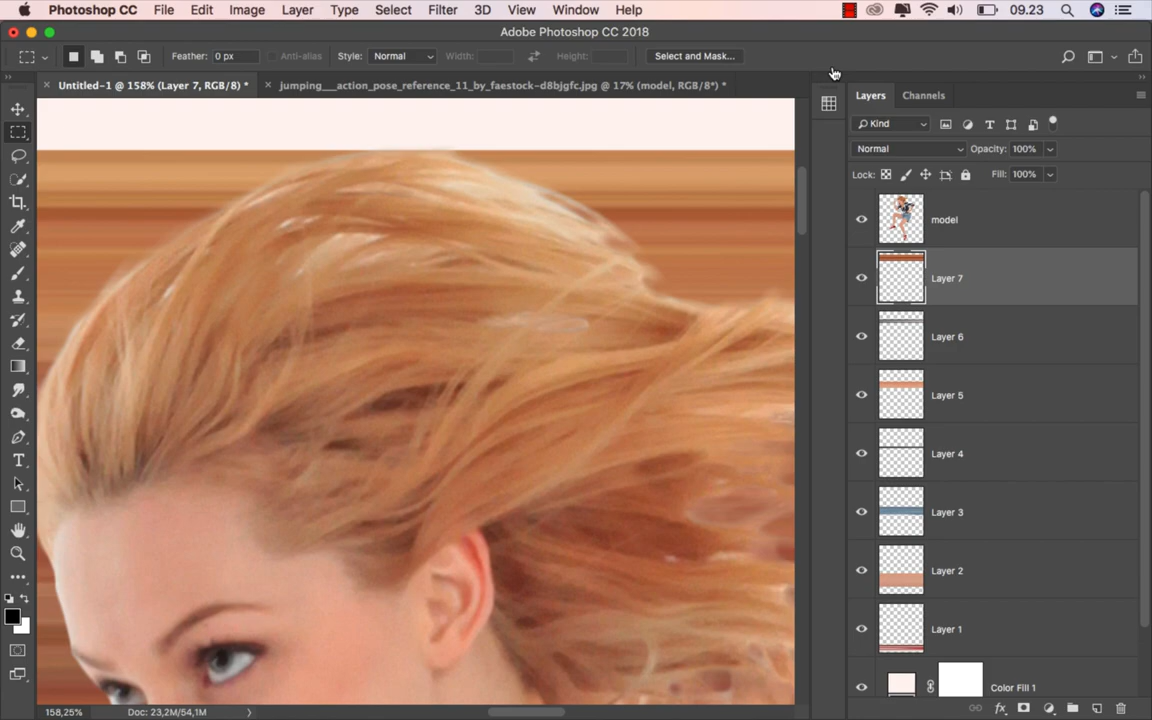 Photoshop CC File Edit Image Layer Type Select Filter 3D View Window Help 09.23
Adobe Photoshop CC 2018
Feather: 0 px Anti-alias Style: Normal Width: Height: Select and Mask...
Untitled-1 @ 158% (Layer 7, RGB/8) * jumping___action_pose_reference_11_by_faestock-d8bjgfc.jpg @ 17% (model, RGB/8*) *
Layers Channels
Kind
Normal Opacity: 100%
Lock: Fill: 100%
model
Layer 7
Layer 6
Layer 5
Layer 4
Layer 3
Layer 2
Layer 1
Color Fill 1
158,25% Doc: 23,2M/54,1M